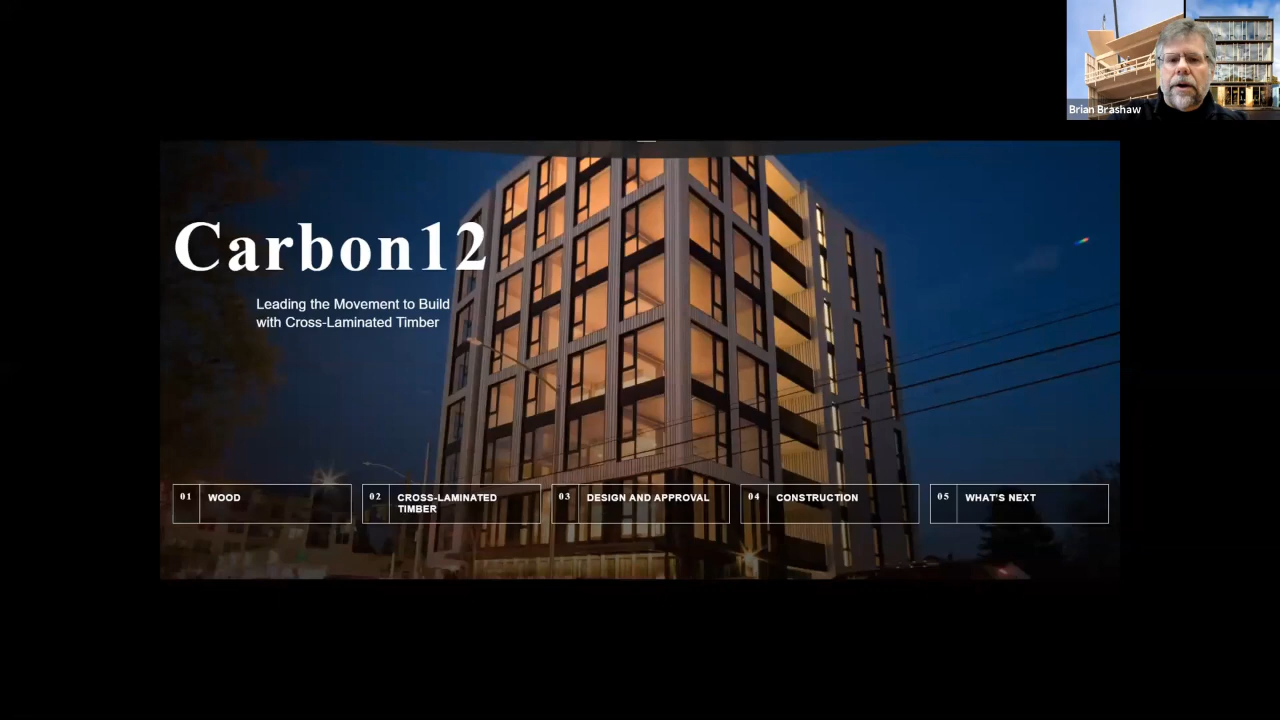 Brian Brashaw
Carbon12
Leading the Movement to Build
with Cross-Laminated Timber
01 WOOD
02 CROSS-LAMINATED
TIMBER
03 DESIGN AND APPROVAL
04 CONSTRUCTION
05 WHAT'S NEXT